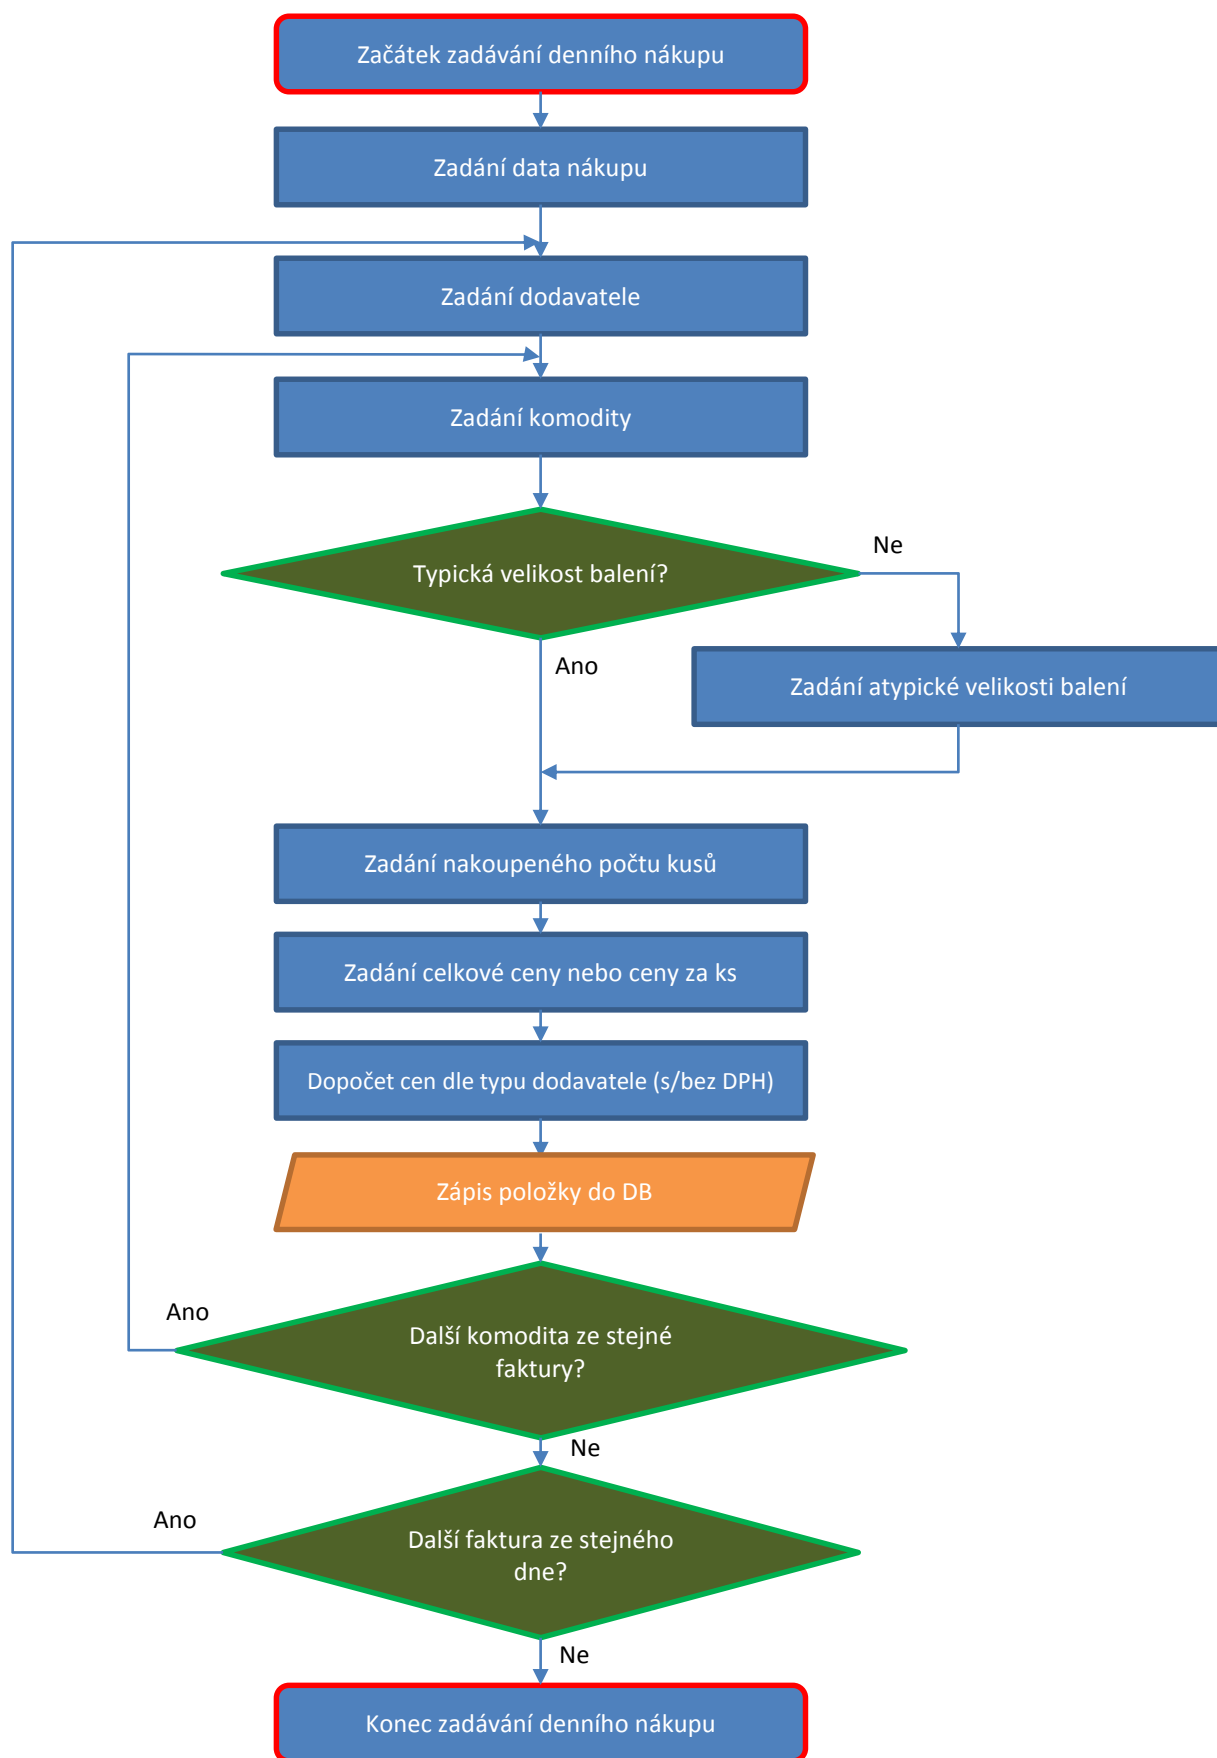 Začátek zadávání denního nákupu
Zadání data nákupu
Zadání dodavatele
Zadání komodity
Typická velikost balení?
Ne
Ano
Zadání atypické velikosti balení
Zadání nakoupeného počtu kusů
Zadání celkové ceny nebo ceny za ks
Dopočet cen dle typu dodavatele (s/bez DPH)
Zápis položky do DB
Ano
Další komodita ze stejné
faktury?
Ne
Ano
Další faktura ze stejného
dne?
Ne
Konec zadávání denního nákupu